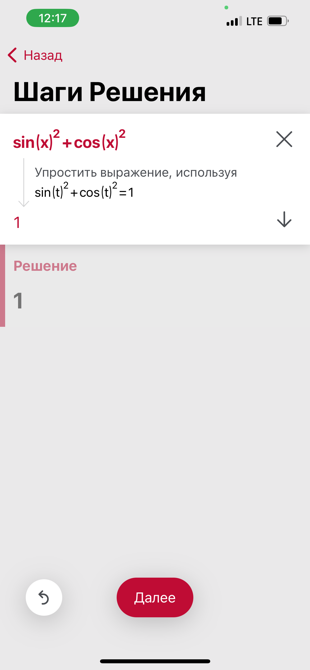 12:17
LTE
Назад
Шаги Решения
sin(x)²+cos(x)²
Упростить выражение, используя
sin(t)²+cos(t)²=1
1
Решение
1
Далее